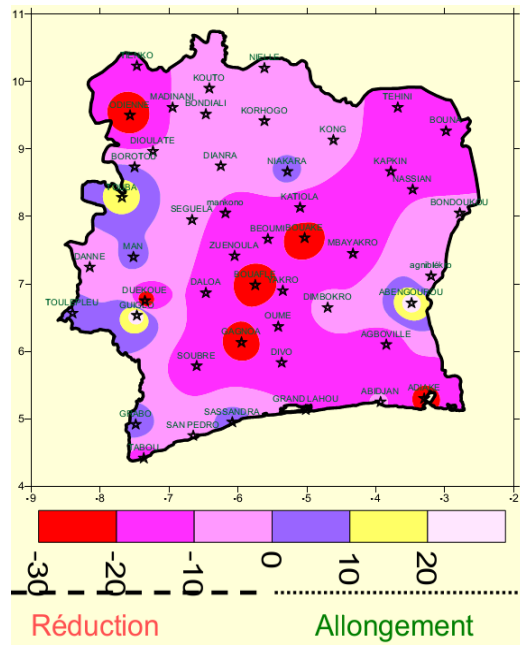 11
10
9
8
7
6
5
4
NIELLE
KOUTO
MADINANI
BONDIALI
TEHINI
ODIENNE
KORHOGO
BOUNA
KONG
DIOULATE
BOROTOU
DIANRA
NIAKARA
KAPKIN
NASSIAN
TOUBA
KATIOLA
mankono
SEGUELA
BONDOUKOU
BEOUMI
BOUAKE
MBAYAKRO
MAN
ZUENOULA
DANNE
BOUAFLE
DALOA
YAKRO
DUEKOUE
DIMBOKRO
ABENGOUROU
TOULEPLEU
GUIGLO
OUME
GAGNOA
AGBOVILLE
SOUBRE
DIVO
ABIDJAN
ADIAKE
GRAND LAHOU
GRABO
SASSANDRA
SAN PEDRO
TABOU
-9 -8 -7 -6 -5 -4 -3 -2
-30 -20 -10 0 10 20
Réduction Allongement